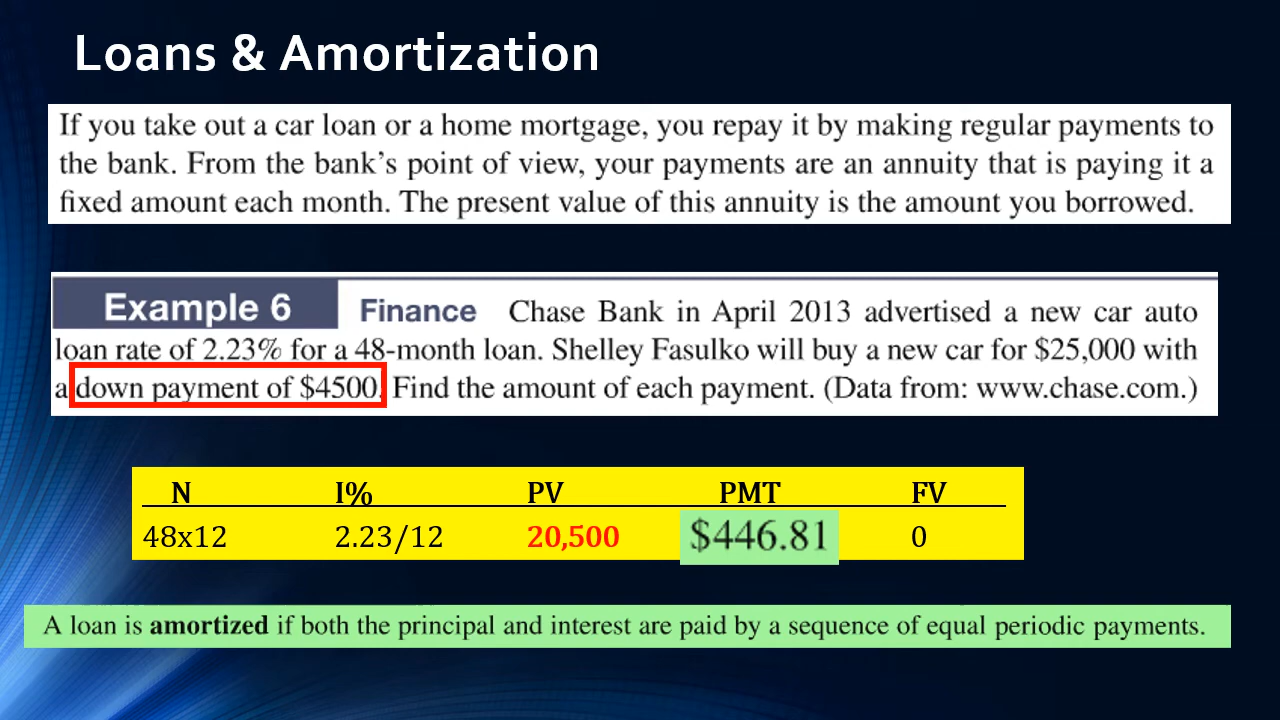 Loans & Amortization
If you take out a car loan or a home mortgage, you repay it by making regular payments to
the bank. From the bank's point of view, your payments are an annuity that is paying it a
fixed amount each month. The present value of this annuity is the amount you borrowed.
Example 6 Finance Chase Bank in April 2013 advertised a new car auto
loan rate of 2.23% for a 48-month loan. Shelley Fasulko will buy a new car for $25,000 with
a down payment of $4500. Find the amount of each payment. (Data from: www.chase.com.)
N I% PV PMT FV
48x12 2.23/12 20,500 $446.81 0
A loan is amortized if both the principal and interest are paid by a sequence of equal periodic payments.